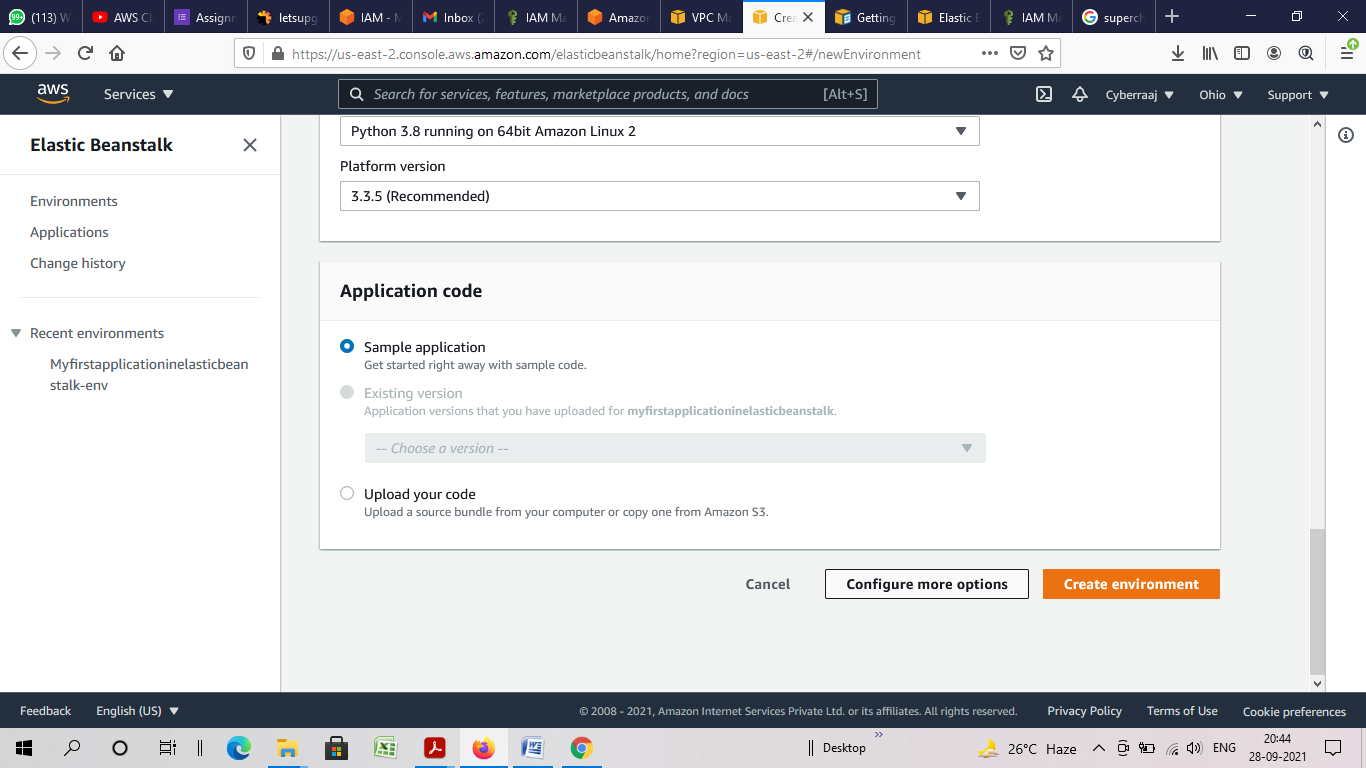 (113) W
AWS Cl
Assignm
letsupg
IAM - M
Inbox (
IAM Ma
Amazon
VPC Ma
Crea
Getting
Elastic E
IAM Ma
superch
https://us-east-2.console.aws.amazon.com/elasticbeanstalk/home?region=us-east-2#/newEnvironment
aws
Services
Search for services, features, marketplace products, and docs
[Alt+S]
Cyberraaj
Ohio
Support
Elastic Beanstalk
Environments
Applications
Change history
Recent environments
Myfirstapplicationinelasticbean
stalk-env
Python 3.8 running on 64bit Amazon Linux 2
Platform version
3.3.5 (Recommended)
Application code
Sample application
Get started right away with sample code.
Existing version
Application versions that you have uploaded for myfirstapplicationinelasticbeanstalk.
-- Choose a version --
Upload your code
Upload a source bundle from your computer or copy one from Amazon S3.
Cancel
Configure more options
Create environment
Feedback
English (US)
© 2008 - 2021, Amazon Internet Services Private Ltd. or its affiliates. All rights reserved.
Privacy Policy
Terms of Use
Cookie preferences
Desktop
26°C Haze
ENG
20:44
28-09-2021